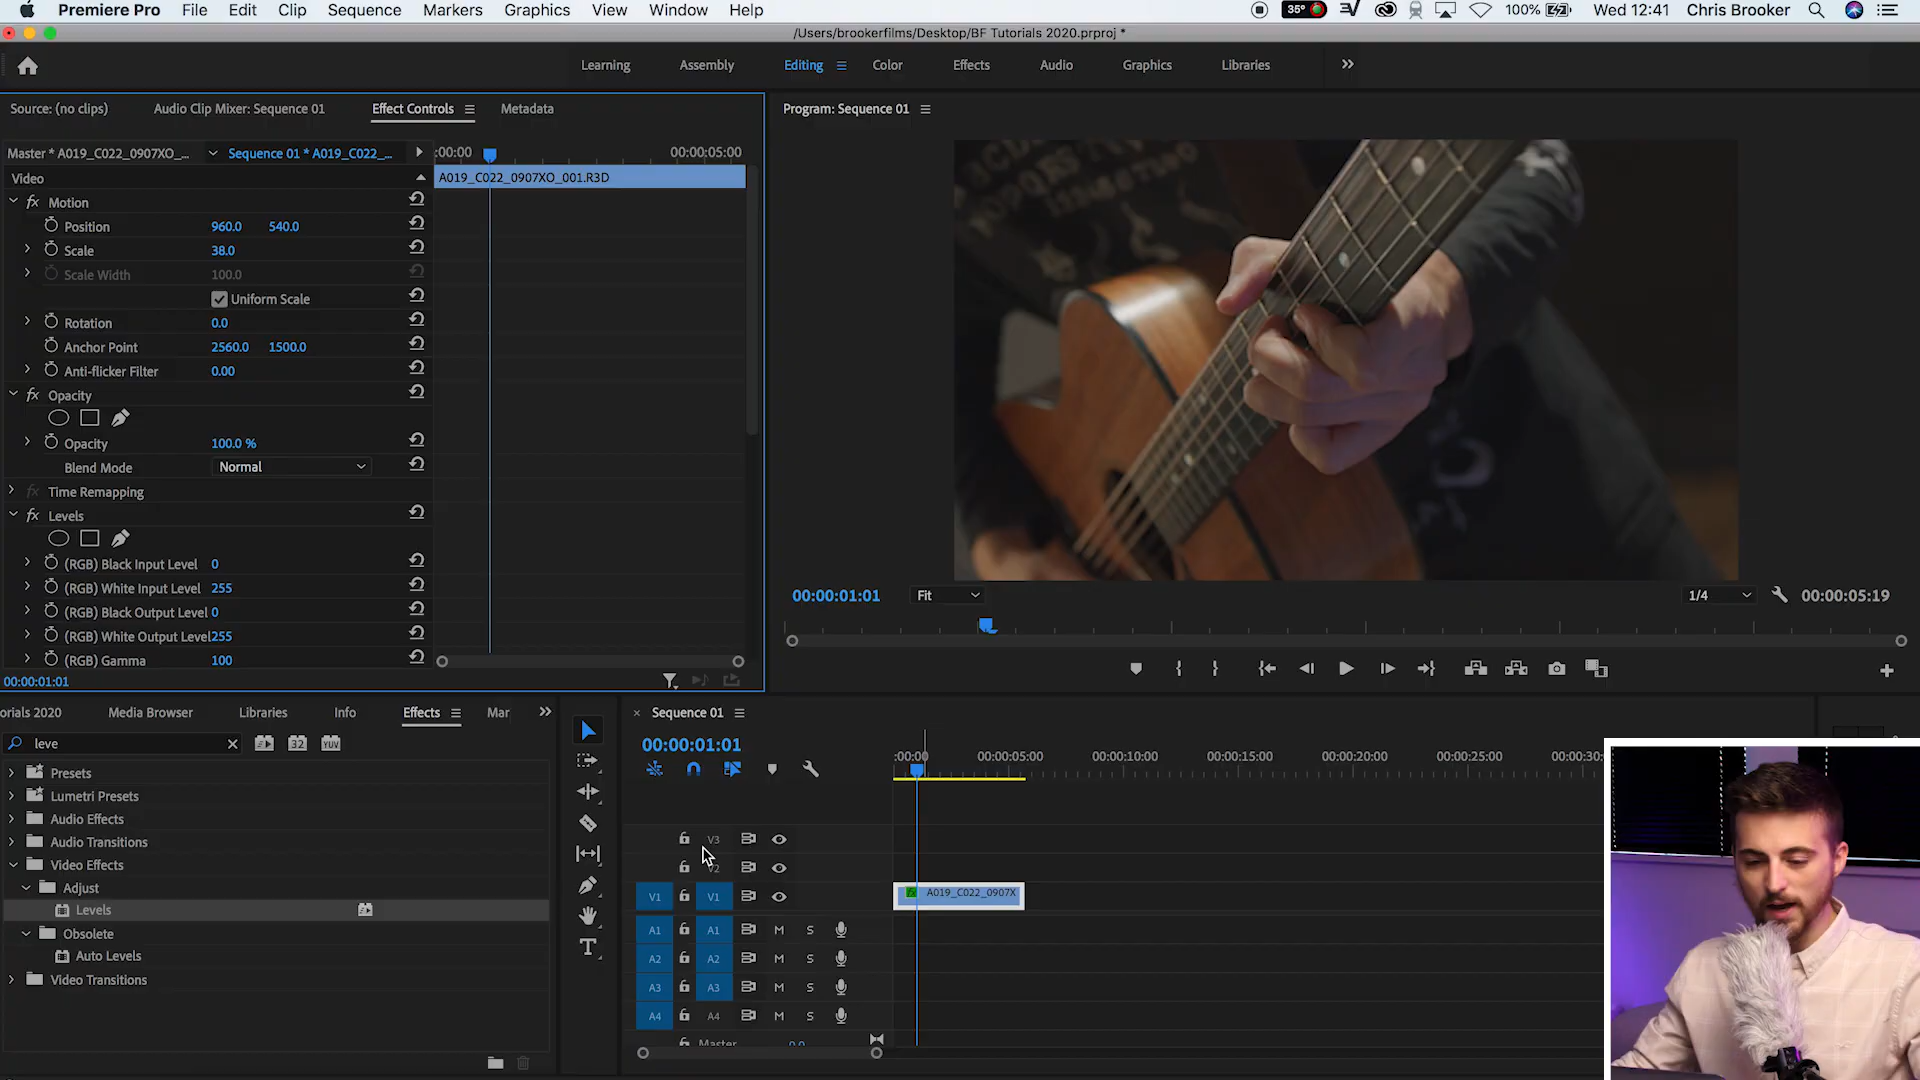 Premiere Pro File Edit Clip Sequence Markers Graphics View Window Help 35° 100% Wed 12:41 Chris Brooker
/Users/brookerfilms/Desktop/BF Tutorials 2020.prproj *
Learning Assembly Editing Color Effects Audio Graphics Libraries
Source: (no clips) Audio Clip Mixer: Sequence 01 Effect Controls Metadata
Program: Sequence 01
Master * A019_C022_0907XO_... Sequence 01 * A019_C022_... :00:00 00:00:05:00
Video
A019_C022_0907XO_001.R3D
fx Motion
Position 960.0 540.0
Scale 38.0
Scale Width 100.0
Uniform Scale
Rotation 0.0
Anchor Point 2560.0 1500.0
Anti-flicker Filter 0.00
fx Opacity
Opacity 100.0 %
Blend Mode Normal
fx Time Remapping
fx Levels
(RGB) Black Input Level 0
(RGB) White Input Level 255
(RGB) Black Output Level 0
(RGB) White Output Level 255
(RGB) Gamma 100
00:00:01:01
00:00:01:01 Fit 1/4 00:00:05:19
orials 2020 Media Browser Libraries Info Effects Mar
leve 32 YUV
Presets
Lumetri Presets
Audio Effects
Audio Transitions
Video Effects
Adjust
Levels
Obsolete
Auto Levels
Video Transitions
Sequence 01
00:00:01:01
:00:00 00:00:05:00 00:00:10:00 00:00:15:00 00:00:20:00 00:00:25:00 00:00:30
V3
V2
V1 V1 fx A019_C022_0907X
A1 A1 M S
A2 A2 M S
A3 A3 M S
A4 A4 M S
Master 0.0
T